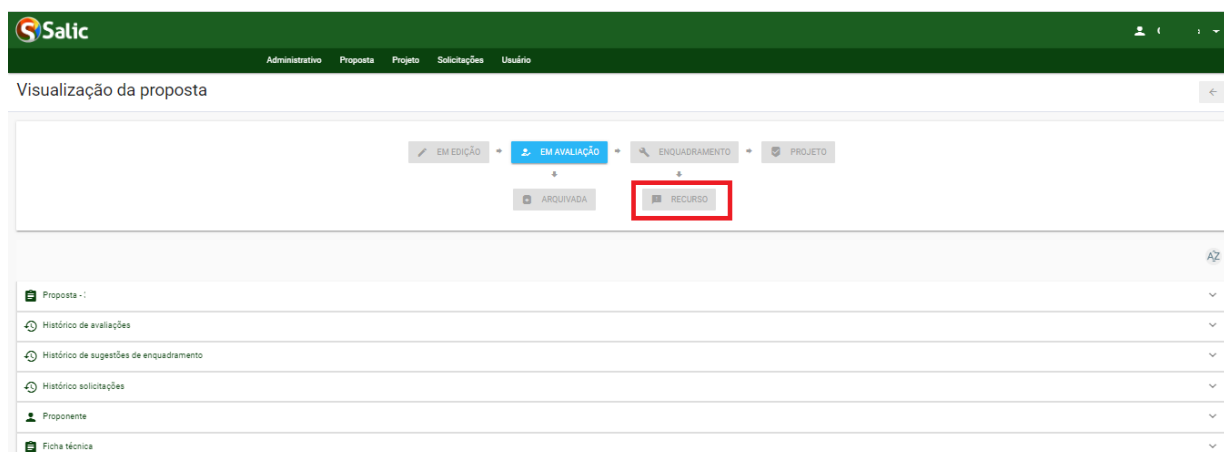 Salic
Administrativo Proposta Projeto Solicitações Usuário
Visualização da proposta
EM EDIÇÃO EM AVALIAÇÃO ENQUADRAMENTO PROJETO
ARQUIVADA RECURSO
AZ
Proposta -
Histórico de avaliações
Histórico de sugestões de enquadramento
Histórico solicitações
Proponente
Ficha técnica